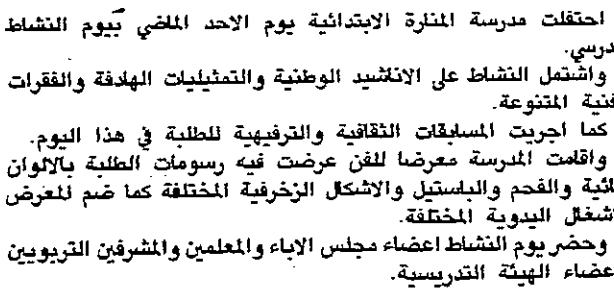 احتفلت مدرسة المنارة الابتدائية يوم الاحد الماضي بيوم النشاط
درسي.
واشتمل النشاط على الاناشيد الوطنية والتمثيليات الهادفة والفقرات
فنية المتنوعة.
كما اجريت المسابقات الثقافية والترفيهية للطلبة في هذا اليوم.
واقامت المدرسة معرضا للفن عرضت فيه رسومات الطلبة بالالوان
لمائية والفحم والباستيل والاشكال الزخرفية المختلفة كما ضم المعرض
اشغال اليدوية المختلفة.
وحضر يوم النشاط اعضاء مجلس الاباء والمعلمين والمشرفين التربويين
عضاء الهيئة التدريسية.